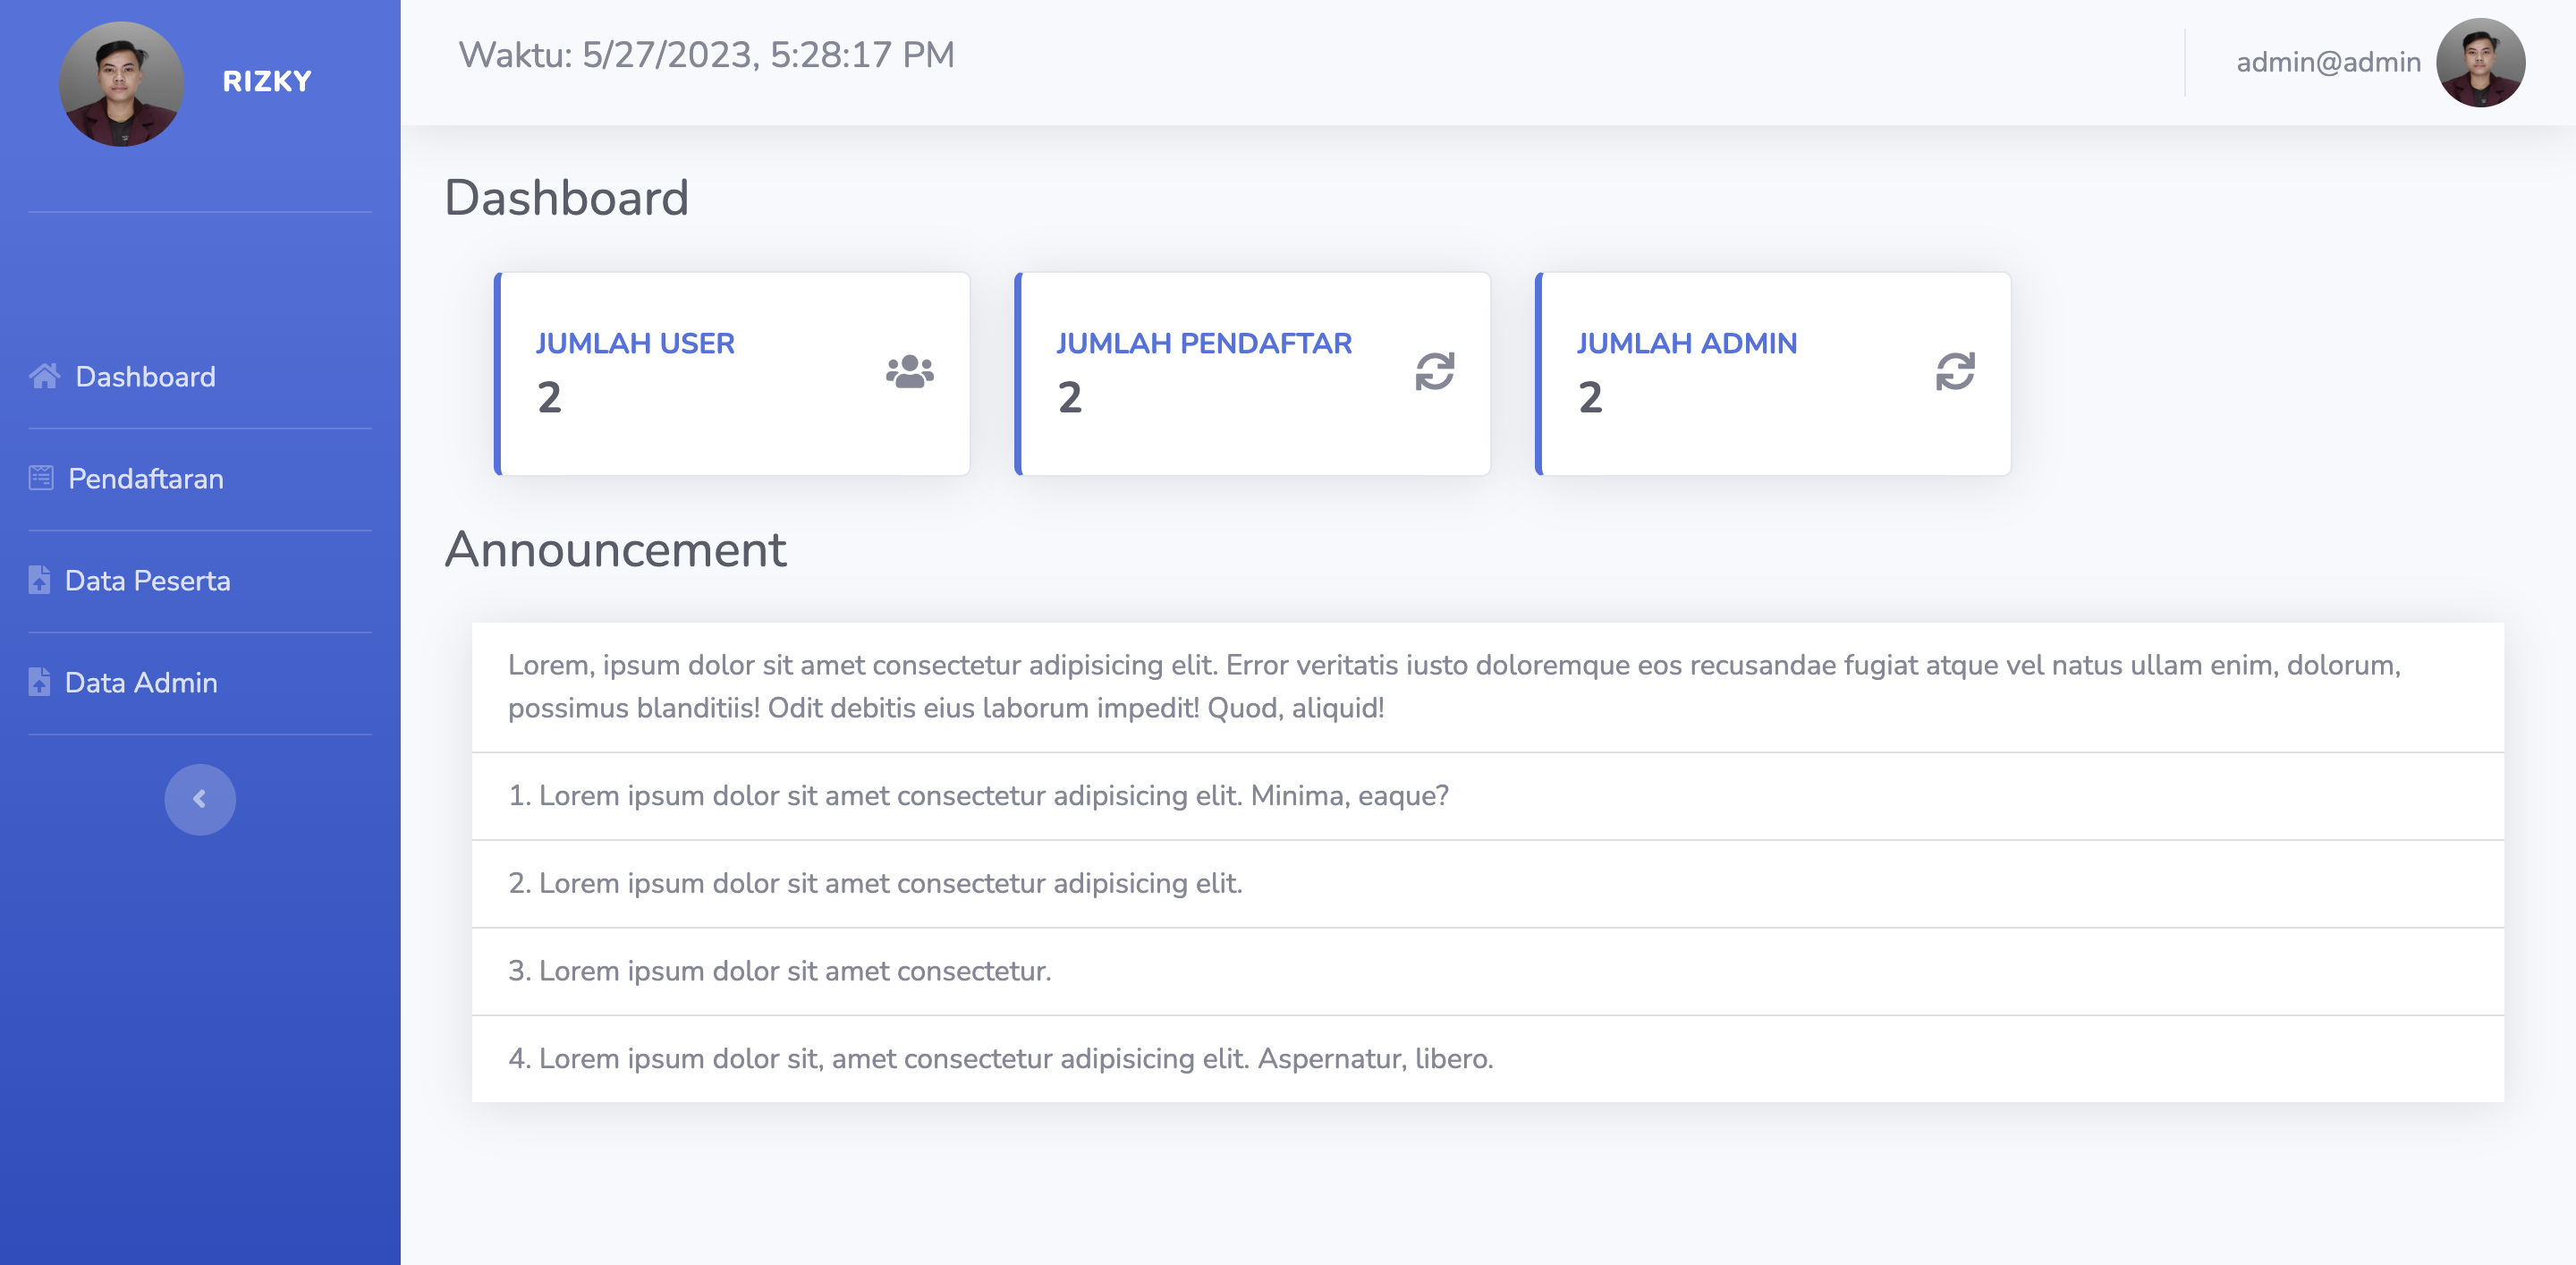 RIZKY
Waktu: 5/27/2023, 5:28:17 PM
admin@admin
Dashboard
Pendaftaran
Data Peserta
Data Admin
Dashboard
JUMLAH USER
2
JUMLAH PENDAFTAR
2
JUMLAH ADMIN
2
Announcement
Lorem, ipsum dolor sit amet consectetur adipisicing elit. Error veritatis iusto doloremque eos recusandae fugiat atque vel natus ullam enim, dolorum,
possimus blanditiis! Odit debitis eius laborum impedit! Quod, aliquid!
1. Lorem ipsum dolor sit amet consectetur adipisicing elit. Minima, eaque?
2. Lorem ipsum dolor sit amet consectetur adipisicing elit.
3. Lorem ipsum dolor sit amet consectetur.
4. Lorem ipsum dolor sit, amet consectetur adipisicing elit. Aspernatur, libero.